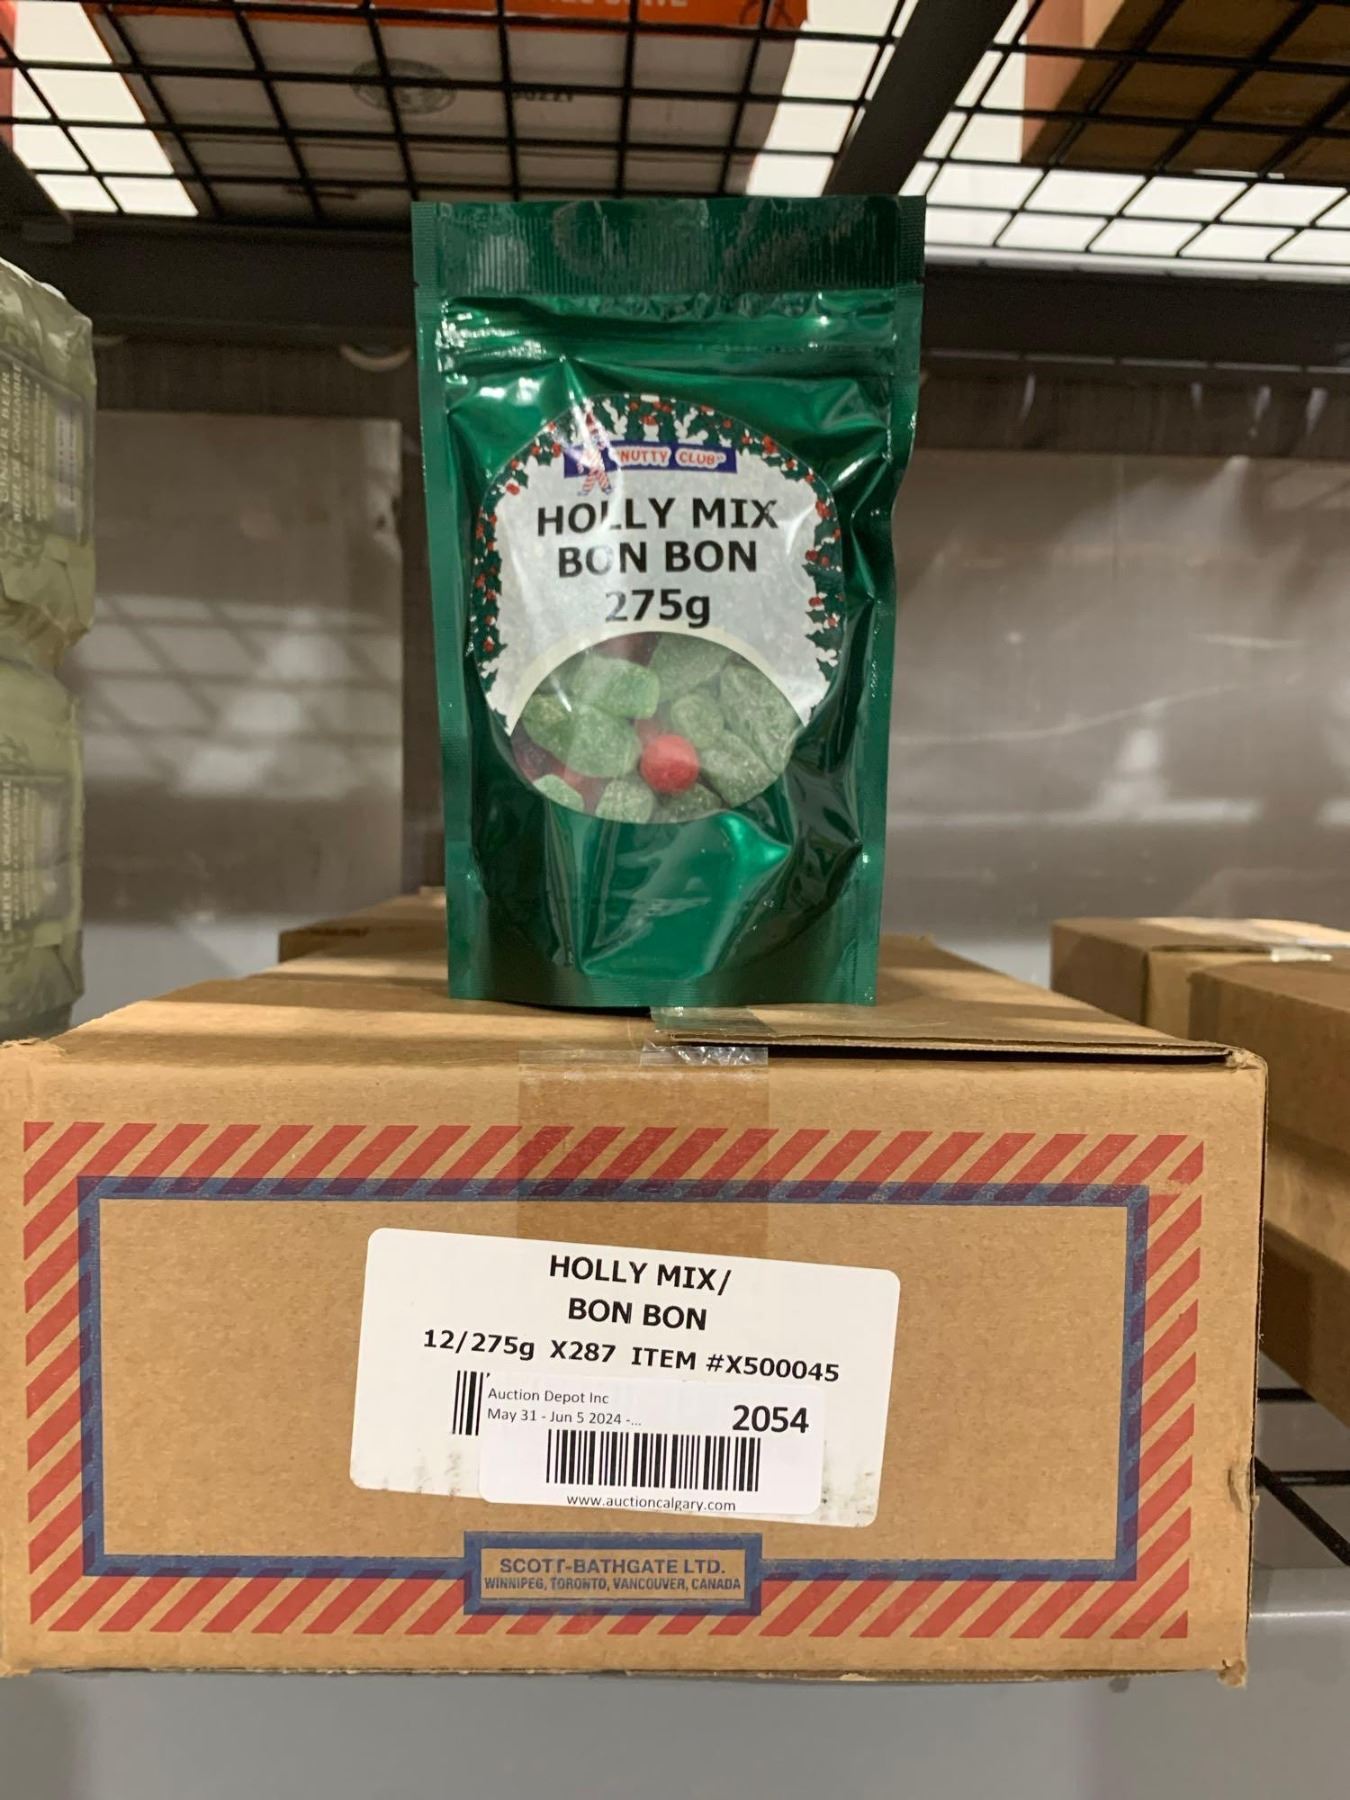 NUTTY CLUB
HOLLY MIX
BON BON
275g
HOLLY MIX/
BON BON
12/275g X287 ITEM #X500045
Auction Depot Inc
May 31 - Jun 5 2024 -...
2054
www.auctioncalgary.com
SCOTT-BATHGATE LTD.
WINNIPEG, TORONTO, VANCOUVER, CANADA